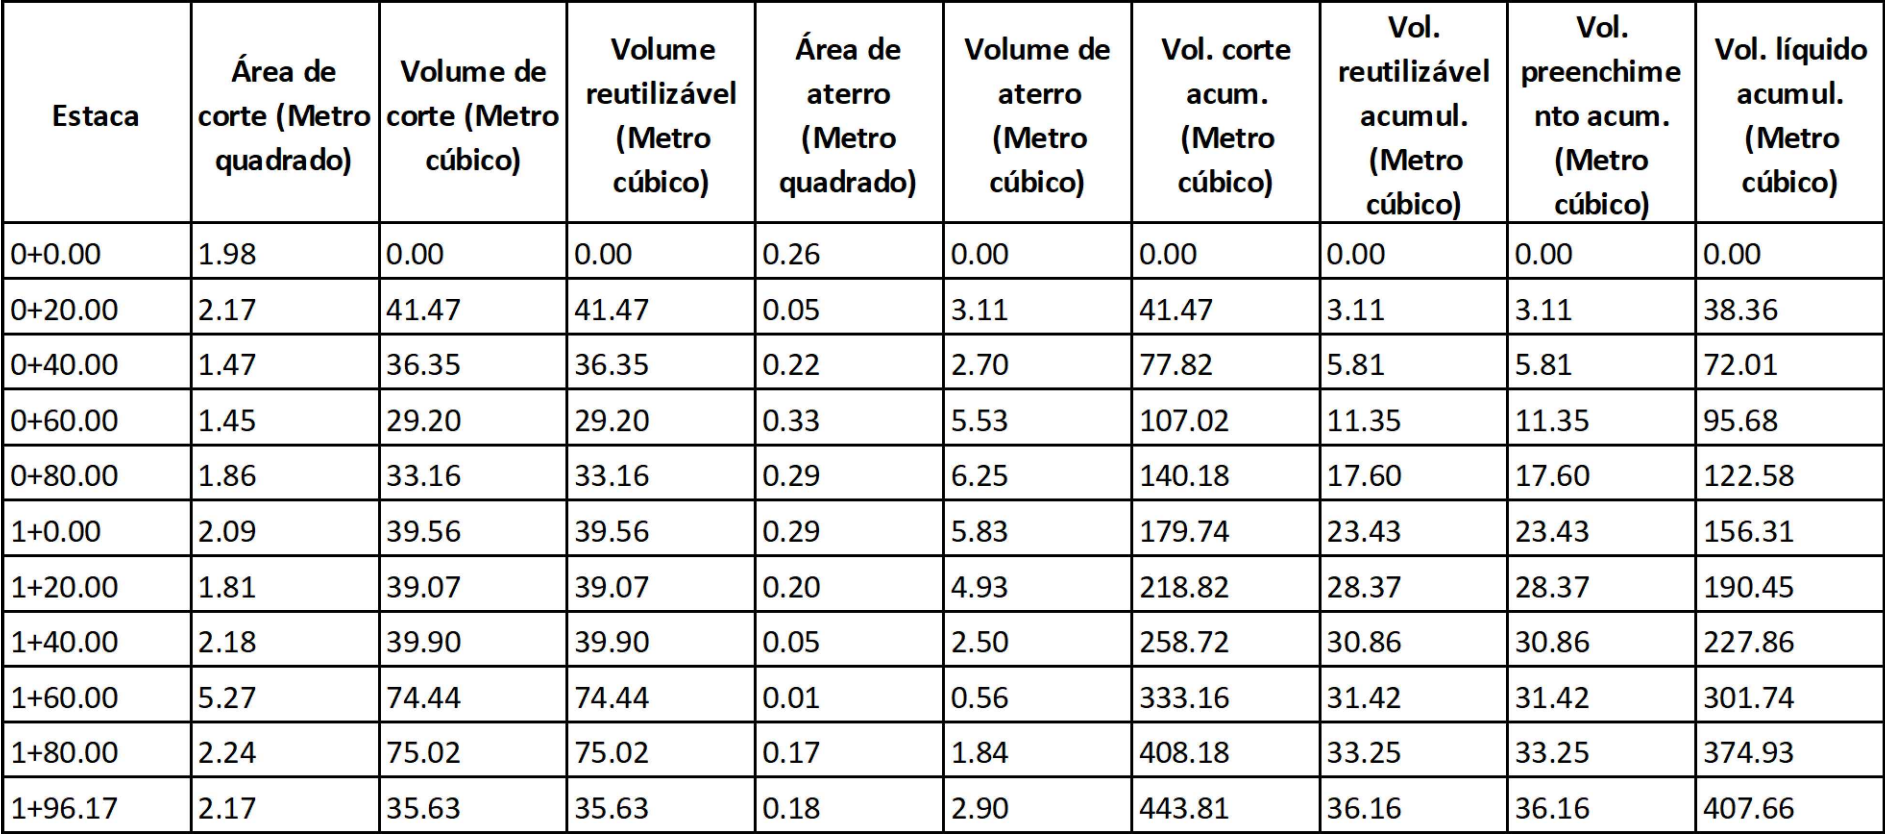 Estaca
Área de
corte (Metro
quadrado)
Volume de
corte (Metro
cúbico)
Volume
reutilizável
(Metro
cúbico)
Área de
aterro
(Metro
quadrado)
Volume de
aterro
(Metro
cúbico)
Vol. corte
acum.
(Metro
cúbico)
Vol.
reutilizável
acumul.
(Metro
cúbico)
Vol.
preenchime
nto acum.
(Metro
cúbico)
Vol. líquido
acumul.
(Metro
cúbico)
0+0.00 1.98 0.00 0.00 0.26 0.00 0.00 0.00 0.00 0.00
0+20.00 2.17 41.47 41.47 0.05 3.11 41.47 3.11 3.11 38.36
0+40.00 1.47 36.35 36.35 0.22 2.70 77.82 5.81 5.81 72.01
0+60.00 1.45 29.20 29.20 0.33 5.53 107.02 11.35 11.35 95.68
0+80.00 1.86 33.16 33.16 0.29 6.25 140.18 17.60 17.60 122.58
1+0.00 2.09 39.56 39.56 0.29 5.83 179.74 23.43 23.43 156.31
1+20.00 1.81 39.07 39.07 0.20 4.93 218.82 28.37 28.37 190.45
1+40.00 2.18 39.90 39.90 0.05 2.50 258.72 30.86 30.86 227.86
1+60.00 5.27 74.44 74.44 0.01 0.56 333.16 31.42 31.42 301.74
1+80.00 2.24 75.02 75.02 0.17 1.84 408.18 33.25 33.25 374.93
1+96.17 2.17 35.63 35.63 0.18 2.90 443.81 36.16 36.16 407.66